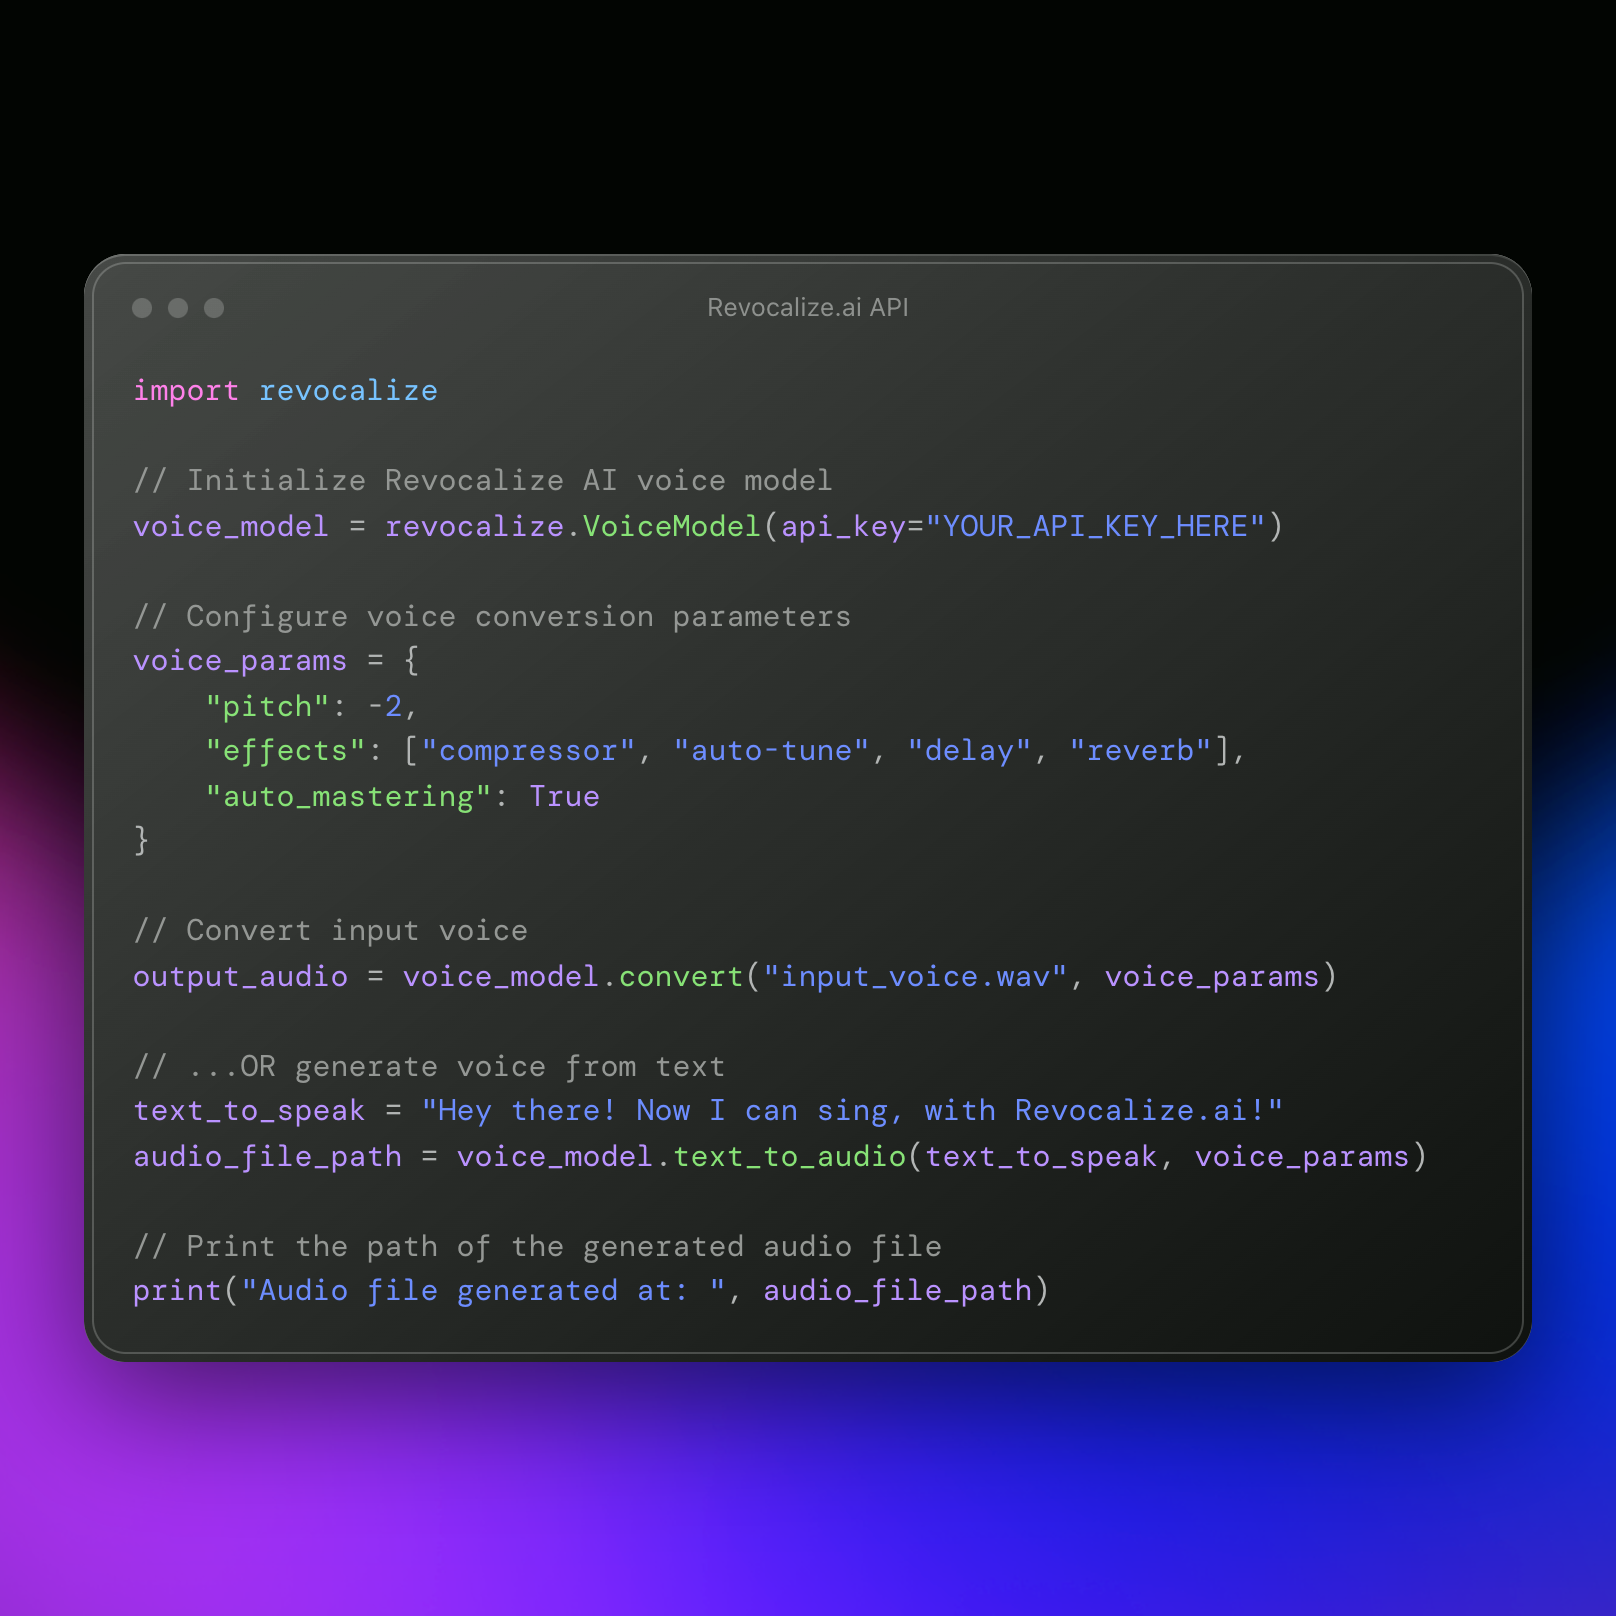 Revocalize.ai API
import revocalize
// Initialize Revocalize AI voice model
voice_model = revocalize.VoiceModel(api_key="YOUR_API_KEY_HERE")
// Configure voice conversion parameters
voice_params = {
    "pitch": -2,
    "effects": ["compressor", "auto-tune", "delay", "reverb"],
    "auto_mastering": True
}
// Convert input voice
output_audio = voice_model.convert("input_voice.wav", voice_params)
// ...OR generate voice from text
text_to_speak = "Hey there! Now I can sing, with Revocalize.ai!"
audio_file_path = voice_model.text_to_audio(text_to_speak, voice_params)
// Print the path of the generated audio file
print("Audio file generated at: ", audio_file_path)